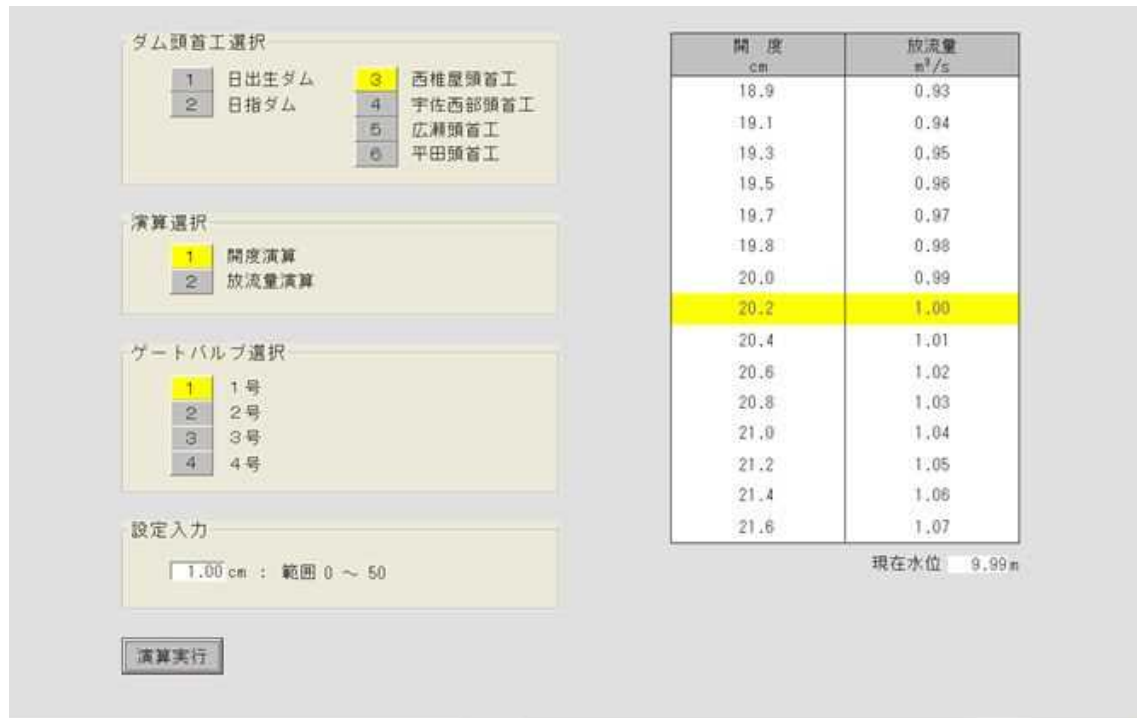 ダム頭首工選択
1 日出生ダム 3 西椎屋頭首工
2 日指ダム 4 宇佐西部頭首工
5 広瀬頭首工
6 平田頭首工
演算選択
1 開度演算
2 放流量演算
ゲートバルブ選択
1 1号
2 2号
3 3号
4 4号
設定入力
1.00 cm : 範囲 0 ～ 50
演算実行
開 度 放流量
cm m³/s
18.9 0.93
19.1 0.94
19.3 0.95
19.5 0.96
19.7 0.97
19.8 0.98
20.0 0.99
20.2 1.00
20.4 1.01
20.6 1.02
20.8 1.03
21.0 1.04
21.2 1.05
21.4 1.06
21.6 1.07
現在水位 9.99 m